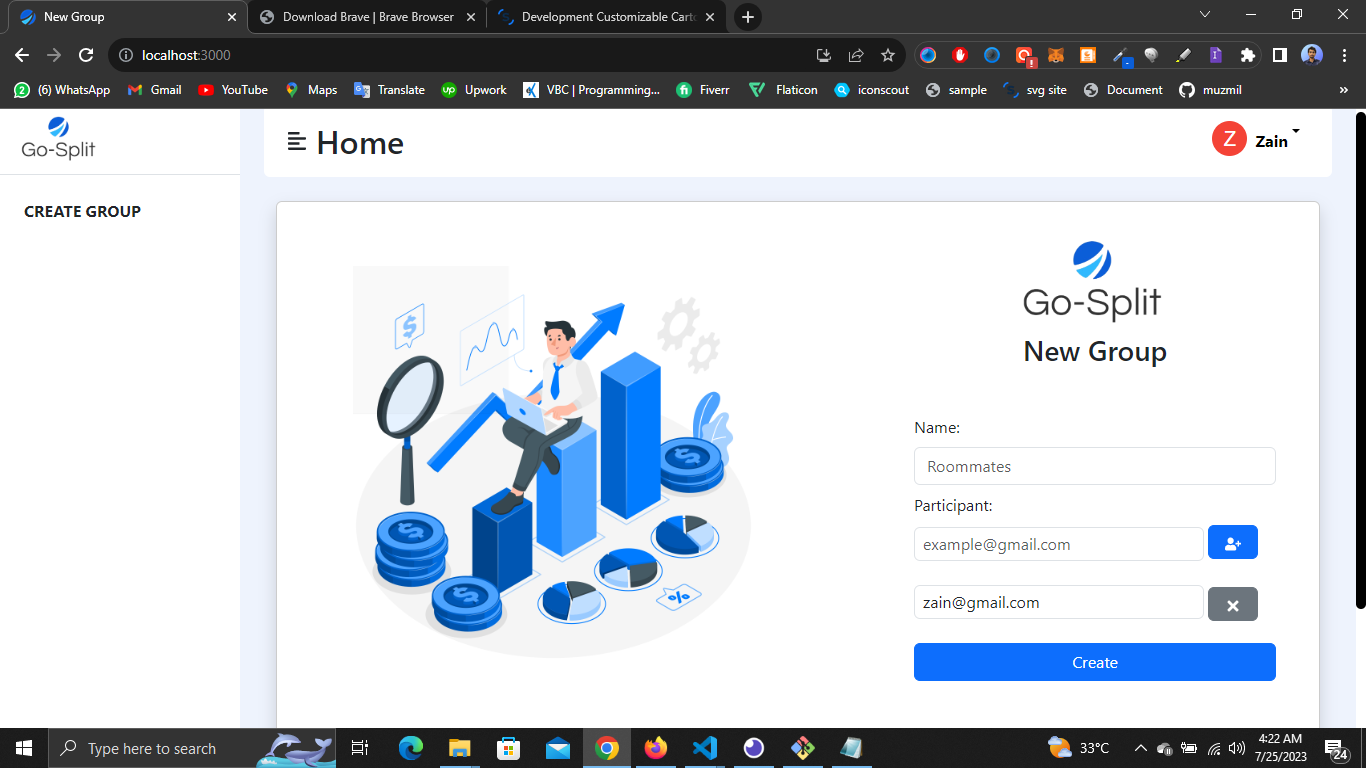 New Group
Download Brave | Brave Browser
Development Customizable Carto
localhost:3000
(6) WhatsApp
Gmail
YouTube
Maps
Translate
Upwork
VBC | Programming...
Fiverr
Flaticon
iconscout
sample
svg site
Document
muzmil
»
Go-Split
Home
Z
Zain
CREATE GROUP
Go-Split
New Group
Name:
Roommates
Participant:
example@gmail.com
zain@gmail.com
Create
$
$
$
$
%
Type here to search
33°C
4:22 AM
7/25/2023
24